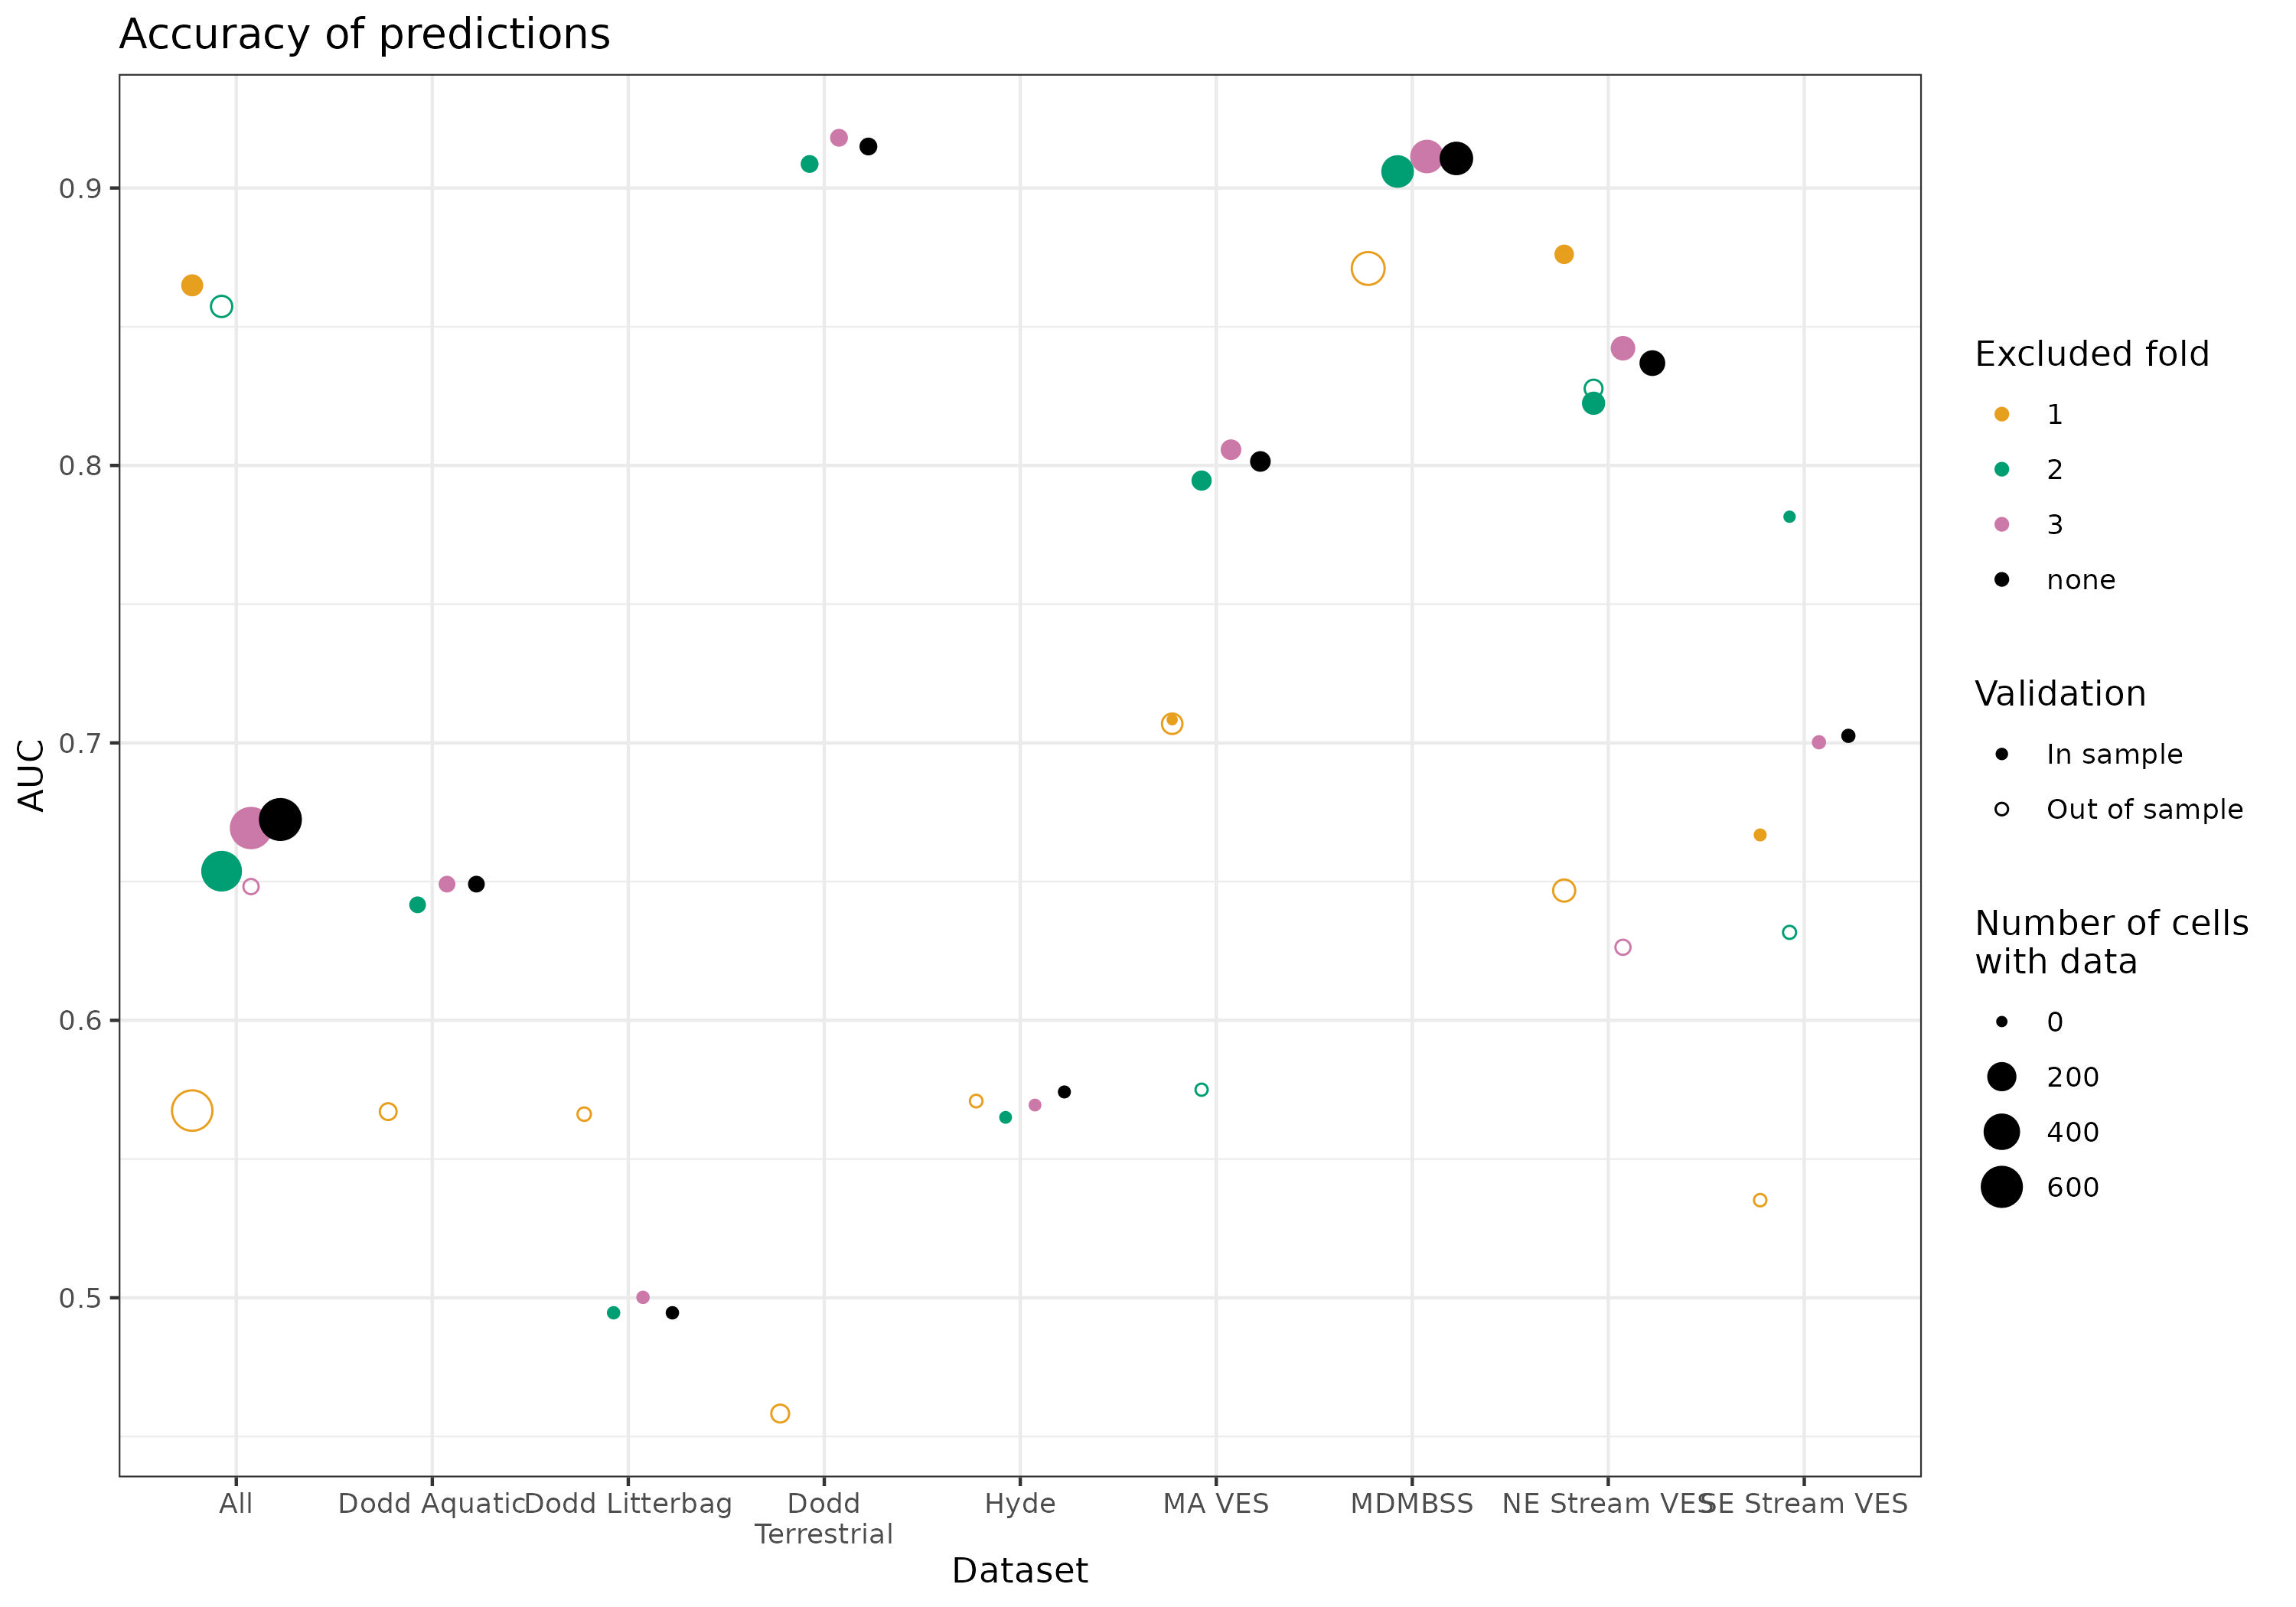 Accuracy of predictions
AUC
0.9
0.8
0.7
0.6
0.5
All
Dodd Aquatic
Dodd Litterbag
Dodd
Terrestrial
Hyde
MA VES
MDMBSS
NE Stream VES
SE Stream VES
Dataset
Excluded fold
1
2
3
none
Validation
In sample
Out of sample
Number of cells
with data
0
200
400
600